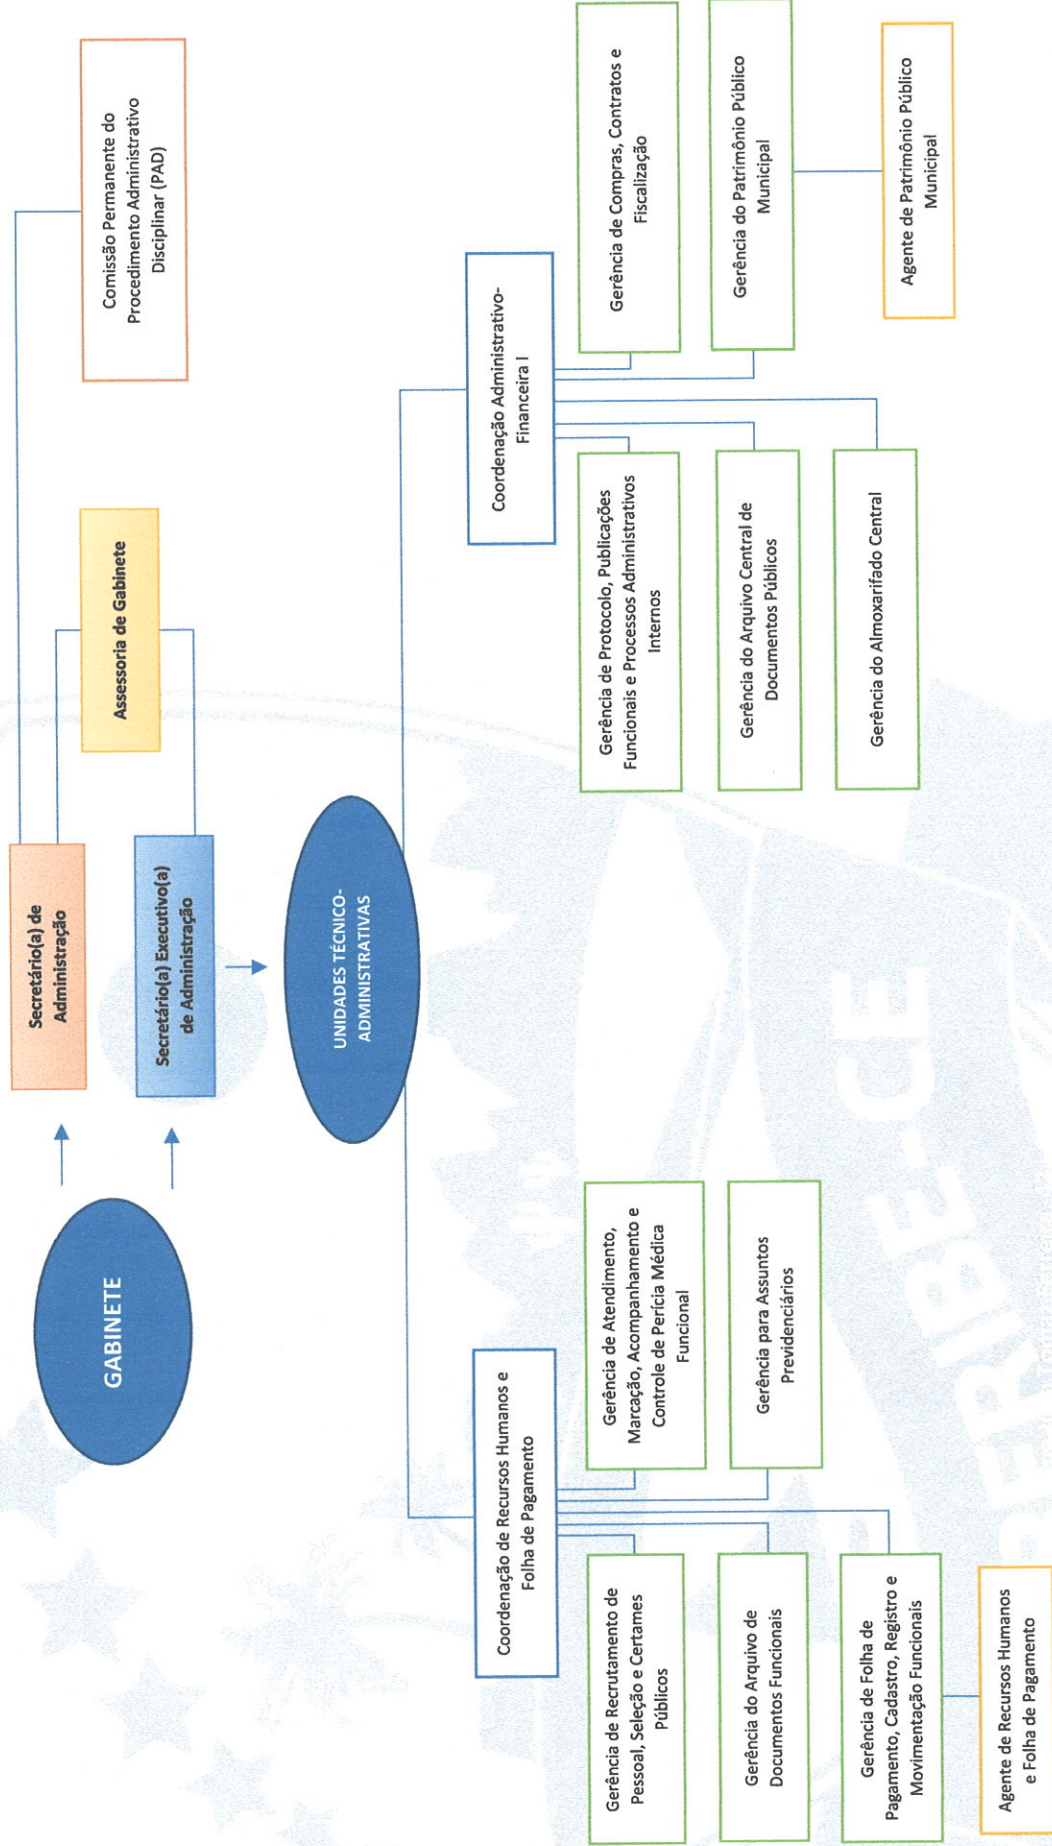 GABINETE
Secretário(a) de
Administração
Secretário(a) Executivo(a)
de Administração
Assessoria de Gabinete
Comissão Permanente do
Procedimento Administrativo
Disciplinar (PAD)
UNIDADES TÉCNICO-
ADMINISTRATIVAS
Coordenação de Recursos Humanos e
Folha de Pagamento
Gerência de Recrutamento de
Pessoal, Seleção e Certames
Públicos
Gerência de Atendimento,
Marcação, Acompanhamento e
Controle de Perícia Médica
Funcional
Gerência do Arquivo de
Documentos Funcionais
Gerência para Assuntos
Previdenciários
Gerência de Folha de
Pagamento, Cadastro, Registro e
Movimentação Funcionais
Agente de Recursos Humanos
e Folha de Pagamento
Coordenação Administrativo-
Financeira I
Gerência de Protocolo, Publicações
Funcionais e Processos Administrativos
Internos
Gerência de Compras, Contratos e
Fiscalização
Gerência do Arquivo Central de
Documentos Públicos
Gerência do Patrimônio Público
Municipal
Gerência do Almoxarifado Central
Agente de Patrimônio Público
Municipal
PERIBE-CE